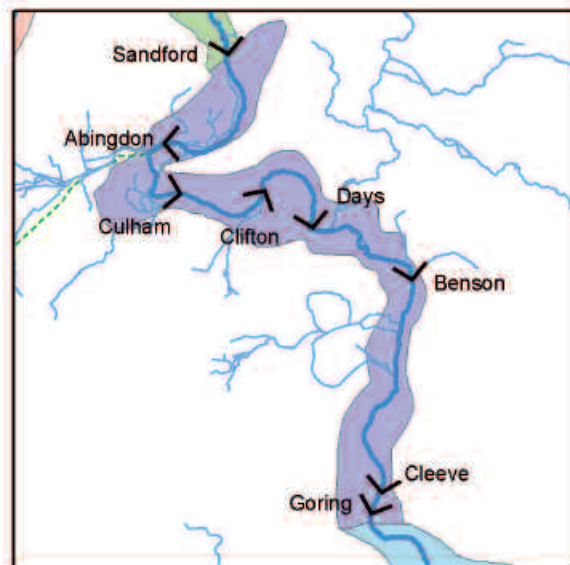 Sandford
Abingdon
Culham
Clifton
Days
Benson
Cleeve
Goring